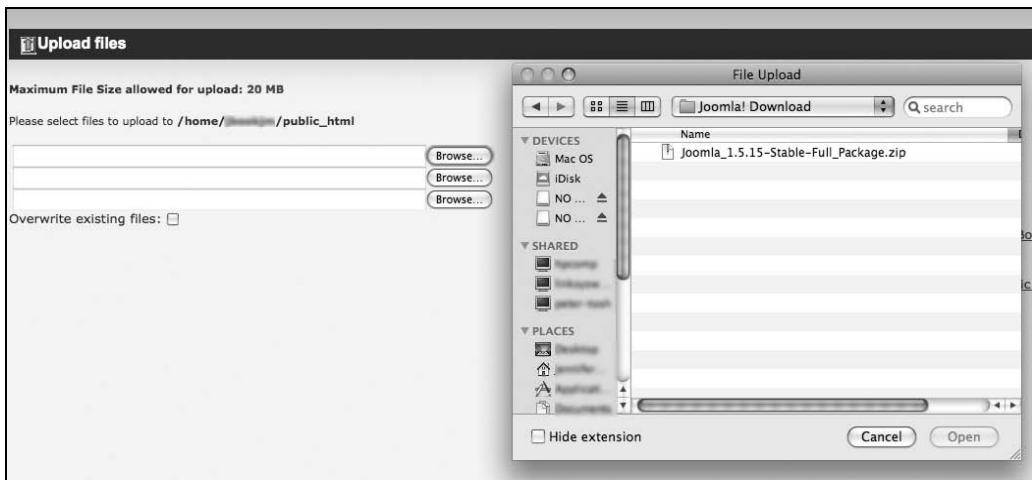 Upload files
Maximum File Size allowed for upload: 20 MB
Please select files to upload to /home/ /public_html
Browse...
Browse...
Browse...
Overwrite existing files:
File Upload
Joomla! Download
search
DEVICES
Mac OS
iDisk
NO ...
NO ...
SHARED
PLACES
Name
Joomla_1.5.15-Stable-Full_Package.zip
Hide extension
Cancel
Open